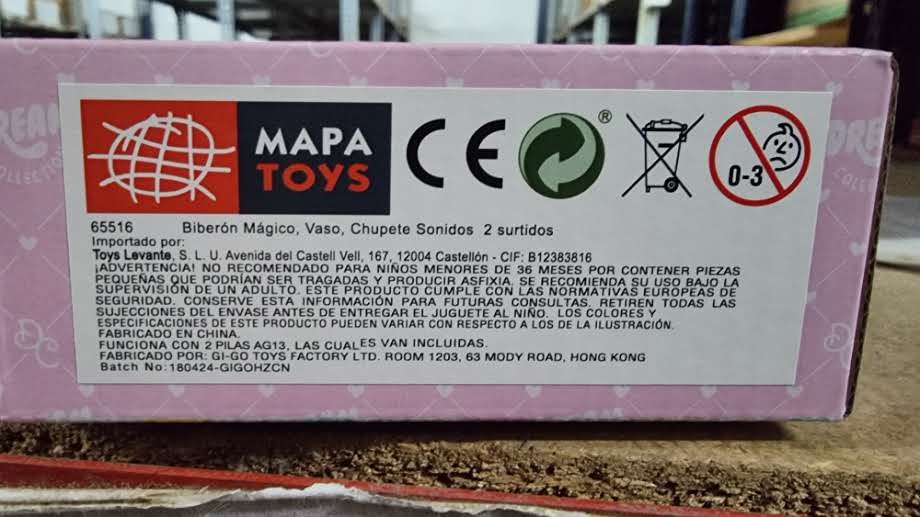 MAPA
TOYS
CE
®
0-3
65516 Biberón Mágico, Vaso, Chupete Sonidos 2 surtidos
Importado por:
Toys Levante, S. L. U. Avenida del Castell Vell, 167, 12004 Castellón - CIF: B12383816
¡ADVERTENCIA! NO RECOMENDADO PARA NIÑOS MENORES DE 36 MESES POR CONTENER PIEZAS
PEQUEÑAS QUE PODRÍAN SER TRAGADAS Y PRODUCIR ASFIXIA. SE RECOMIENDA SU USO BAJO LA
SUPERVISIÓN DE UN ADULTO. ESTE PRODUCTO CUMPLE CON LAS NORMATIVAS EUROPEAS DE
SEGURIDAD. CONSERVE ESTA INFORMACIÓN PARA FUTURAS CONSULTAS. RETIREN TODAS LAS
SUJECCIONES DEL ENVASE ANTES DE ENTREGAR EL JUGUETE AL NIÑO. LOS COLORES Y
ESPECIFICACIONES DE ESTE PRODUCTO PUEDEN VARIAR CON RESPECTO A LOS DE LA ILUSTRACIÓN.
FABRICADO EN CHINA.
FUNCIONA CON 2 PILAS AG13, LAS CUALES VAN INCLUIDAS.
FABRICADO POR: GI-GO TOYS FACTORY LTD. ROOM 1203, 63 MODY ROAD, HONG KONG
Batch No:180424-GIGOHZCN
DC